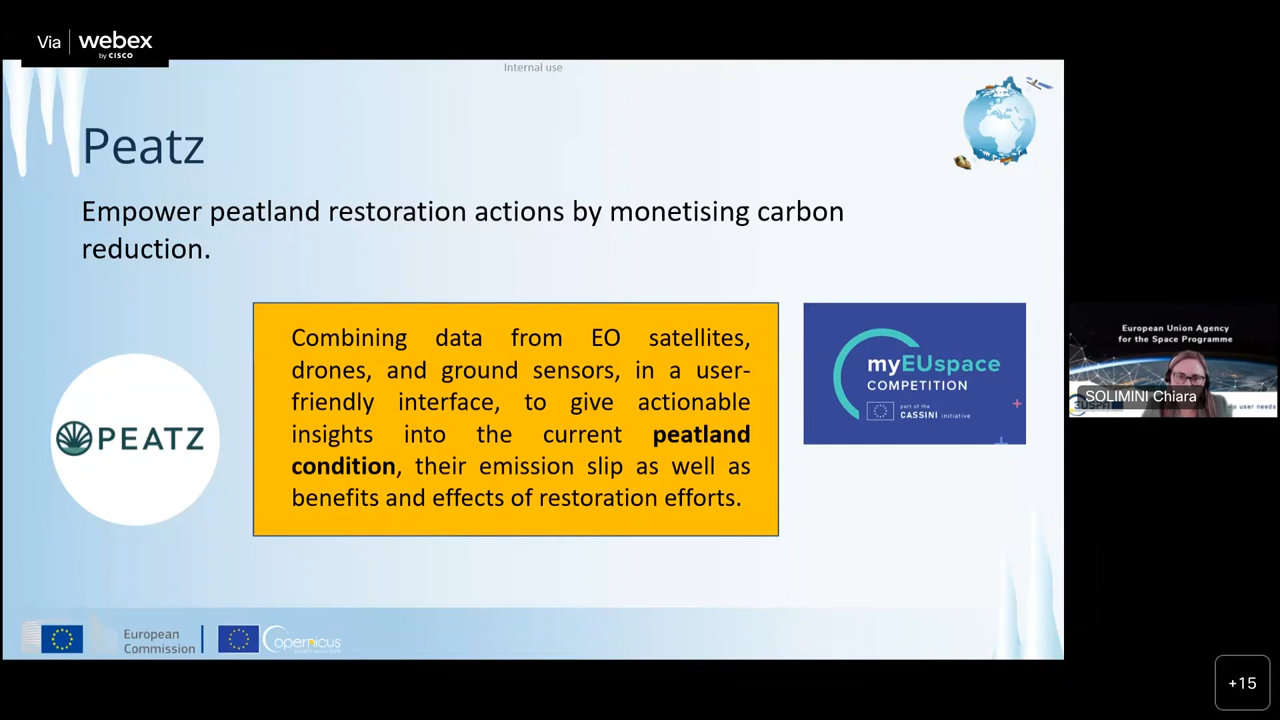 Via webex
by CISCO
Internal use
Peatz
Empower peatland restoration actions by monetising carbon
reduction.
Combining data from EO satellites,
drones, and ground sensors, in a user-
friendly interface, to give actionable
insights into the current peatland
condition, their emission slip as well as
benefits and effects of restoration efforts.
PEATZ
myEUspace
COMPETITION
part of the
CASSINI initiative
European Union Agency
for the Space Programme
SOLIMINI Chiara
user needs
European
Commission
opernicus
+15